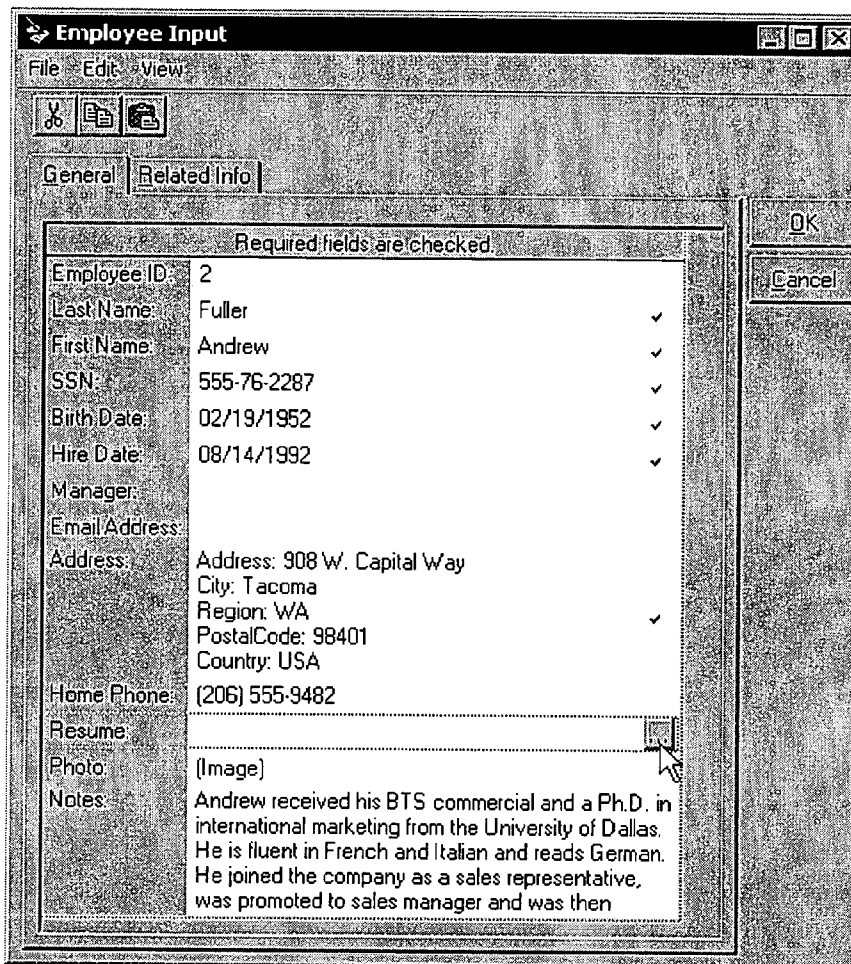 Employee Input
File Edit View
General Related Info
OK
Cancel
Required fields are checked.
Employee ID: 2
Last Name: Fuller
First Name: Andrew
SSN: 555-76-2287
Birth Date: 02/19/1952
Hire Date: 08/14/1992
Manager:
Email Address:
Address: Address: 908 W. Capital Way
City: Tacoma
Region: WA
PostalCode: 98401
Country: USA
Home Phone: (206) 555-9482
Resume: ...
Photo: (Image)
Notes: Andrew received his BTS commercial and a Ph.D. in
international marketing from the University of Dallas.
He is fluent in French and Italian and reads German.
He joined the company as a sales representative,
was promoted to sales manager and was then